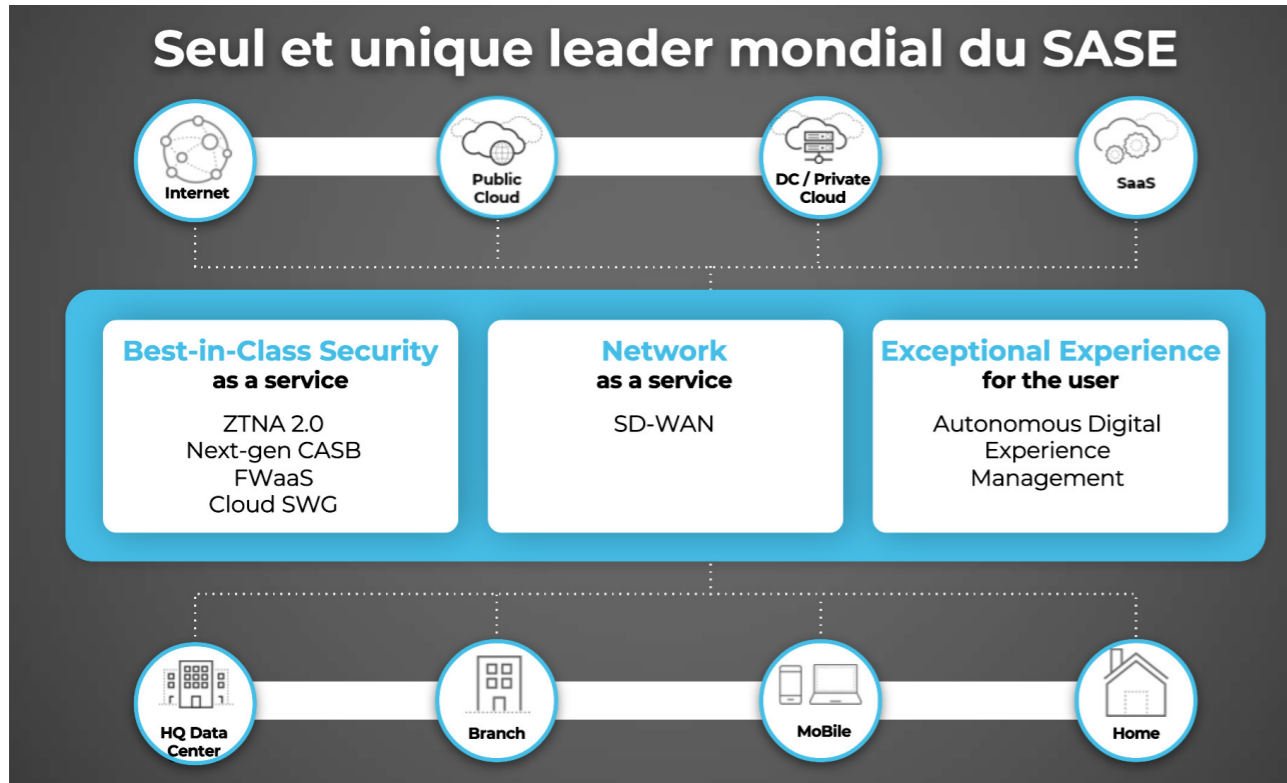 Seul et unique leader mondial du SASE
Internet
Public
Cloud
DC / Private
Cloud
SaaS
Best-in-Class Security
as a service
ZTNA 2.0
Next-gen CASB
FWaaS
Cloud SWG
Network
as a service
SD-WAN
Exceptional Experience
for the user
Autonomous Digital
Experience
Management
HQ Data
Center
Branch
MoBile
Home